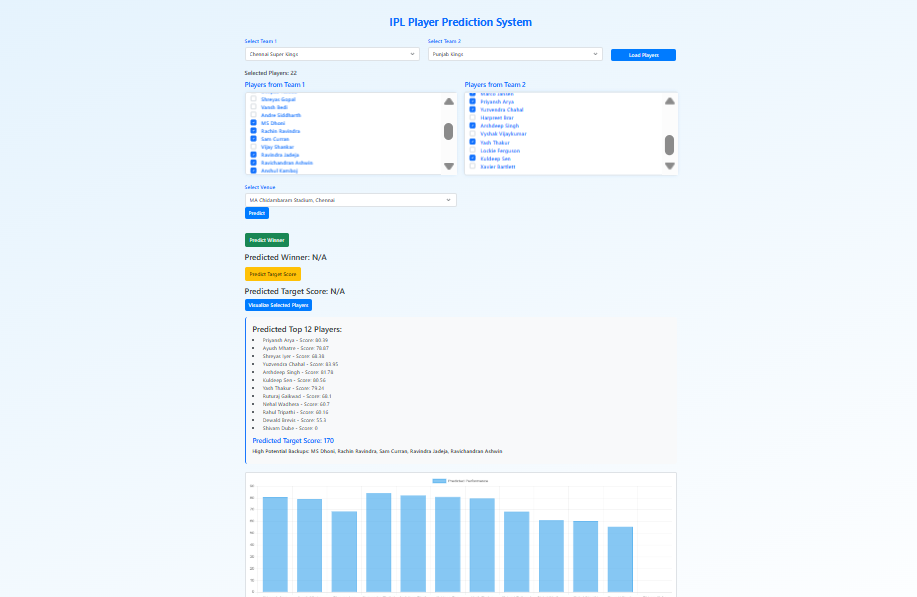 IPL Player Prediction System
Select Team 1
Select Team 2
Chennai Super Kings
Punjab Kings
Load Players
Selected Players: 22
Players from Team 1
Players from Team 2
Shreyas Gopal
Vansh Bedi
Andre Siddharth
MS Dhoni
Rachin Ravindra
Sam Curran
Vijay Shankar
Ravindra Jadeja
Ravichandran Ashwin
Anshul Kamboj
Marco Jansen
Priyansh Arya
Yuzvendra Chahal
Harpreet Brar
Arshdeep Singh
Vyshak Vijaykumar
Yash Thakur
Lockie Ferguson
Kuldeep Sen
Xavier Bartlett
Select Venue
MA Chidambaram Stadium, Chennai
Predict
Predict Winner
Predicted Winner: N/A
Predict Target Score
Predicted Target Score: N/A
Visualize Selected Players
Predicted Top 12 Players:
Priyansh Arya - Score: 80.39
Ayush Mhatre - Score: 78.87
Shreyas Iyer - Score: 68.38
Yuzvendra Chahal - Score: 83.95
Arshdeep Singh - Score: 81.78
Kuldeep Sen - Score: 80.56
Yash Thakur - Score: 79.24
Ruturaj Gaikwad - Score: 68.1
Nehal Wadhera - Score: 60.7
Rahul Tripathi - Score: 60.16
Dewald Brevis - Score: 55.3
Shivam Dube - Score: 0
Predicted Target Score: 170
High Potential Backups: MS Dhoni, Rachin Ravindra, Sam Curran, Ravindra Jadeja, Ravichandran Ashwin
Predicted Performance
90
80
70
60
50
40
30
20
10
0